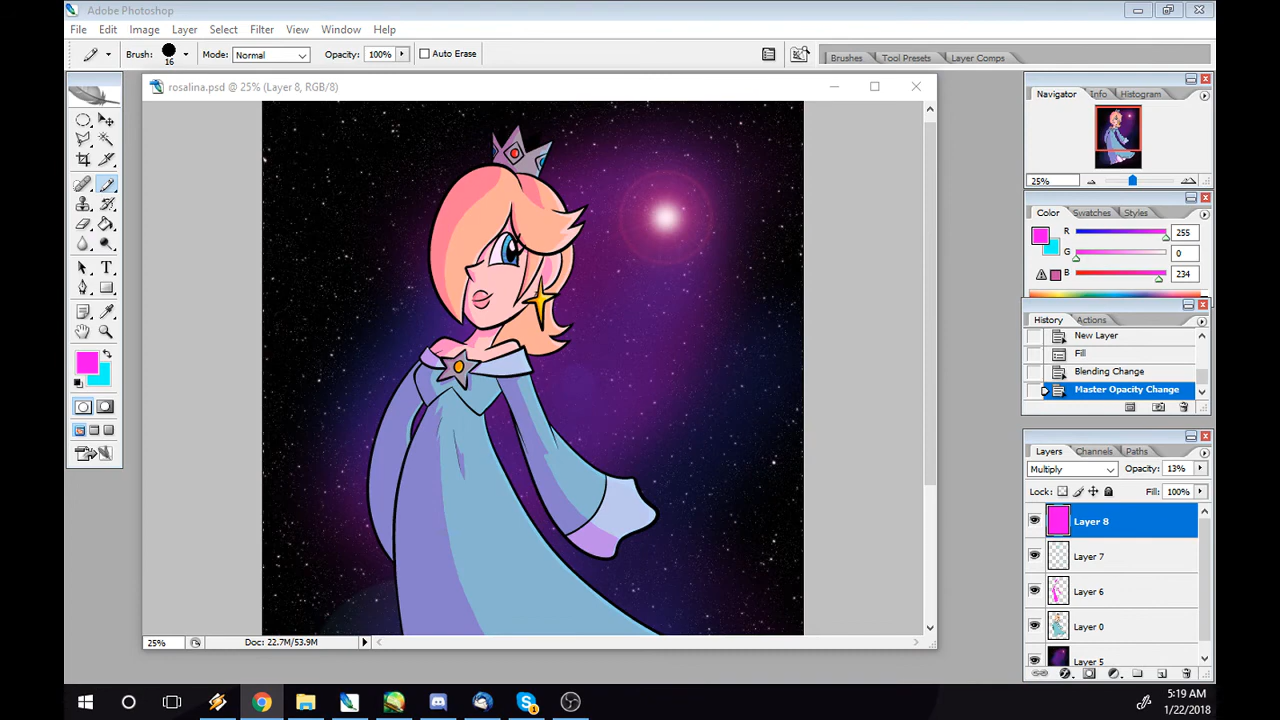 Adobe Photoshop
File Edit Image Layer Select Filter View Window Help
Brush: 16 Mode: Normal Opacity: 100% Auto Erase Brushes Tool Presets Layer Comps
rosalina.psd @ 25% (Layer 8, RGB/8)
Navigator Info Histogram
25%
Color Swatches Styles
R 255
G 0
B 234
History Actions
New Layer
Fill
Blending Change
Master Opacity Change
Layers Channels Paths
Multiply Opacity: 13%
Lock: Fill: 100%
Layer 8
Layer 7
Layer 6
Layer 0
Layer 5
25% Doc: 22.7M/53.9M
1
5:19 AM
1/22/2018